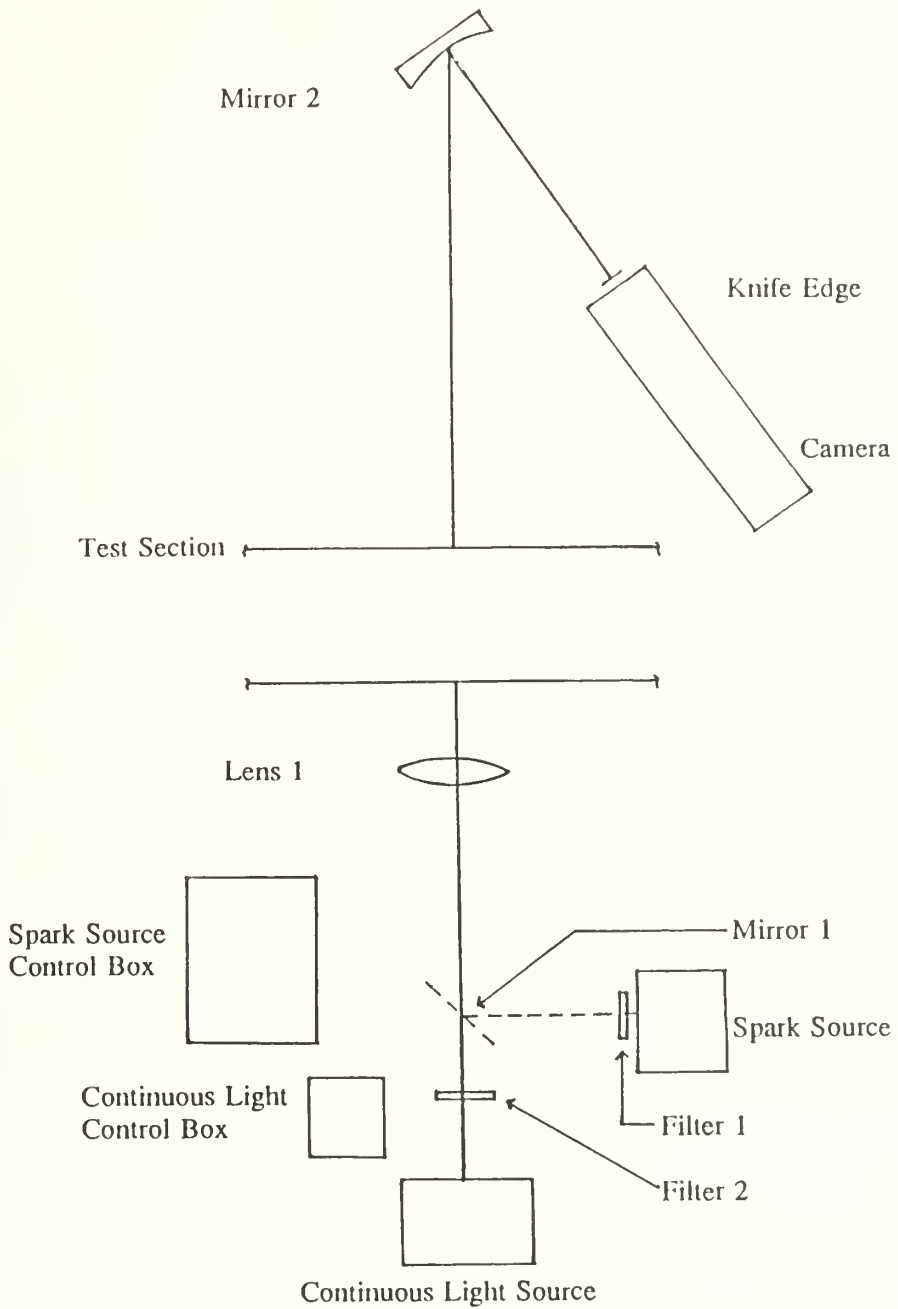 Mirror 2
Knife Edge
Camera
Test Section
Lens 1
Spark Source
Control Box
Mirror 1
Spark Source
Continuous Light
Control Box
Filter 1
Filter 2
Continuous Light Source